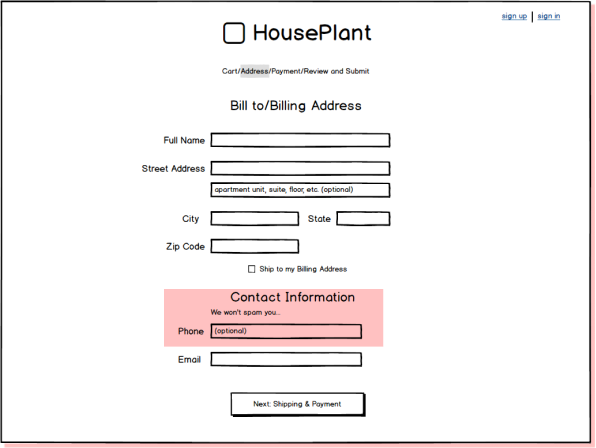 sign up | sign in
HousePlant
Cart/Address/Payment/Review and Submit
Bill to/Billing Address
Full Name
Street Address
apartment unit, suite, floor, etc. (optional)
City State
Zip Code
Ship to my Billing Address
Contact Information
We won't spam you...
Phone (optional)
Email
Next: Shipping & Payment